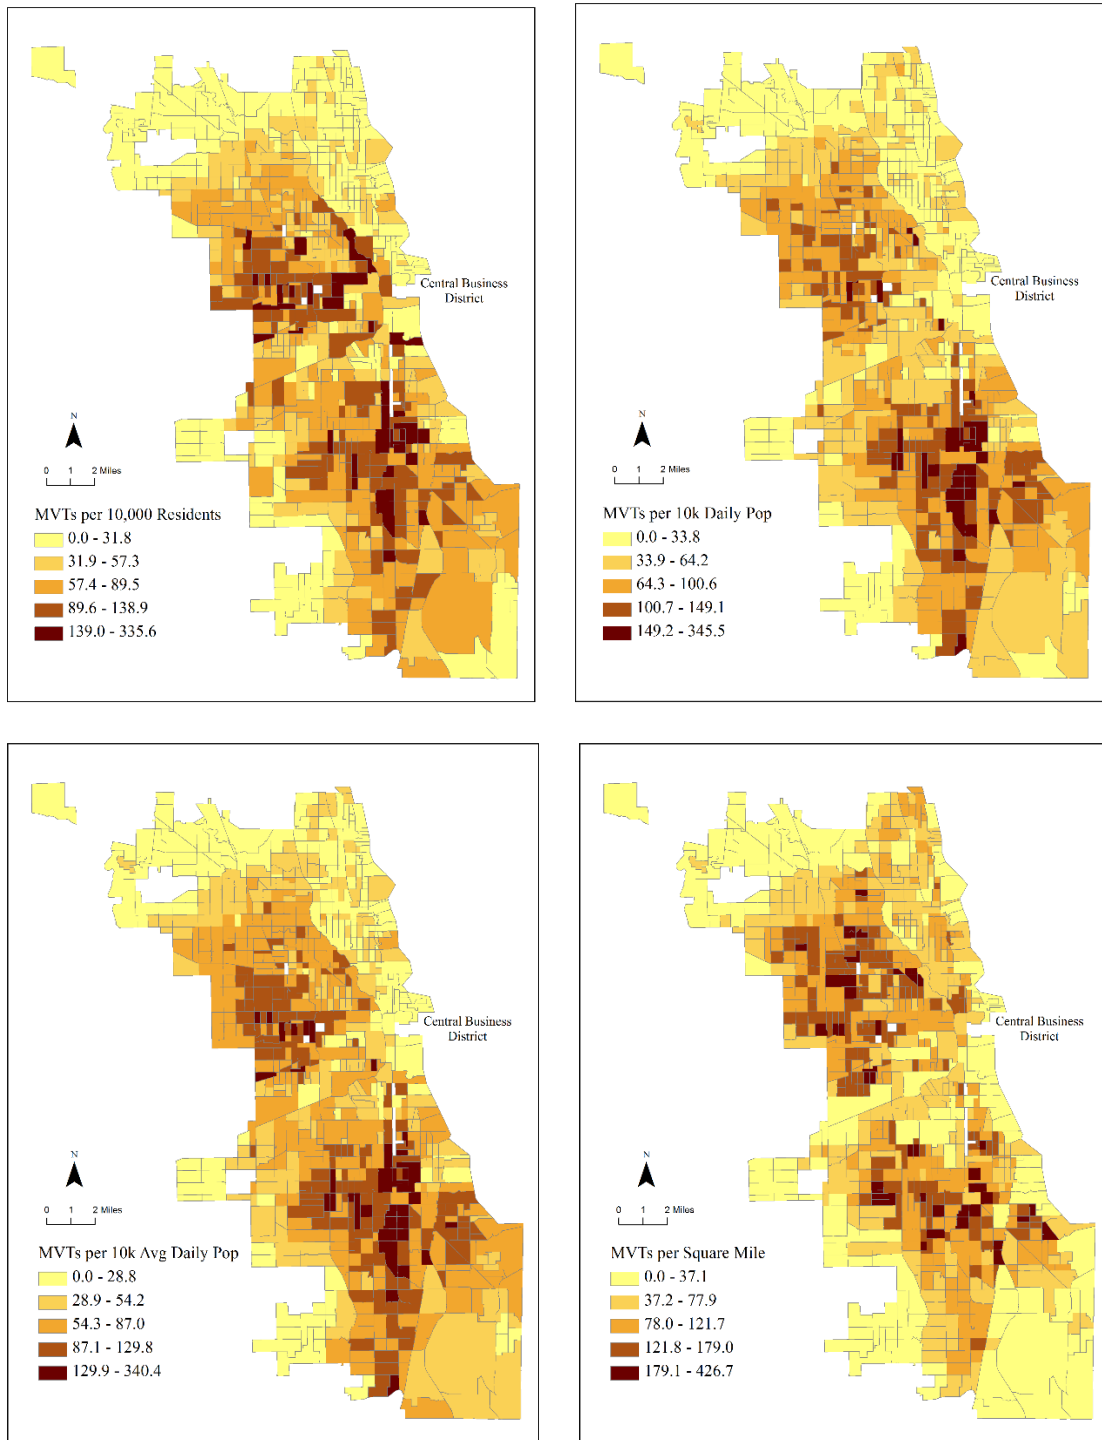 Central Business
District
N
0 1 2 Miles
MVTs per 10,000 Residents
0.0 - 31.8
31.9 - 57.3
57.4 - 89.5
89.6 - 138.9
139.0 - 335.6
Central Business
District
N
0 1 2 Miles
MVTs per 10k Daily Pop
0.0 - 33.8
33.9 - 64.2
64.3 - 100.6
100.7 - 149.1
149.2 - 345.5
Central Business
District
N
0 1 2 Miles
MVTs per 10k Avg Daily Pop
0.0 - 28.8
28.9 - 54.2
54.3 - 87.0
87.1 - 129.8
129.9 - 340.4
Central Business
District
N
0 1 2 Miles
MVTs per Square Mile
0.0 - 37.1
37.2 - 77.9
78.0 - 121.7
121.8 - 179.0
179.1 - 426.7